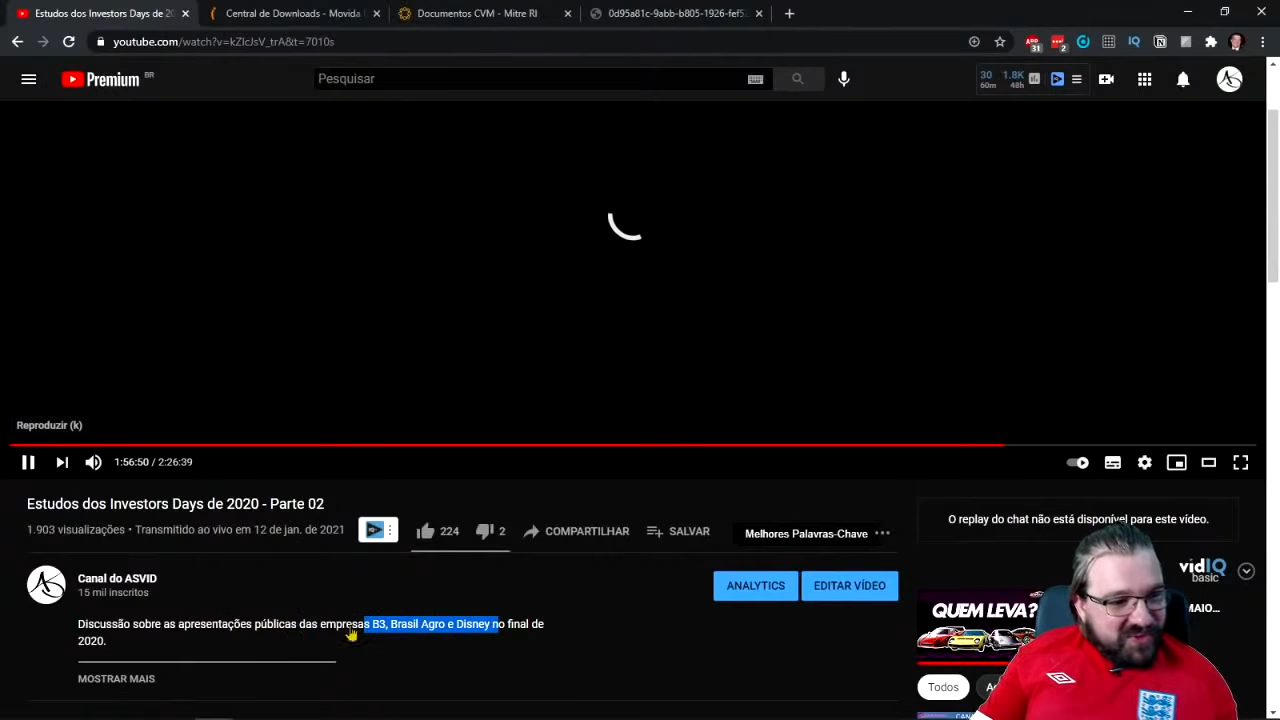 Estudos dos Investors Days de 20
Central de Downloads - Movida
Documentos CVM - Mitre RI
0d95a81c-9abb-b805-1926-fef5
youtube.com/watch?v=kZlcJsV_trA&t=7010s
31
2
Premium BR
Pesquisar
30 1.8K
60m 48h
Reproduzir (k)
1:56:50 / 2:26:39
Estudos dos Investors Days de 2020 - Parte 02
1.903 visualizações • Transmitido ao vivo em 12 de jan. de 2021
224
2
COMPARTILHAR
SALVAR
Melhores Palavras-Chave
O replay do chat não está disponível para este vídeo.
Canal do ASVID
15 mil inscritos
ANALYTICS
EDITAR VÍDEO
vidIQ
basic
Discussão sobre as apresentações públicas das empresas B3, Brasil Agro e Disney no final de
2020.
MOSTRAR MAIS
QUEM LEVA?
MAIO...
Todos
umbro